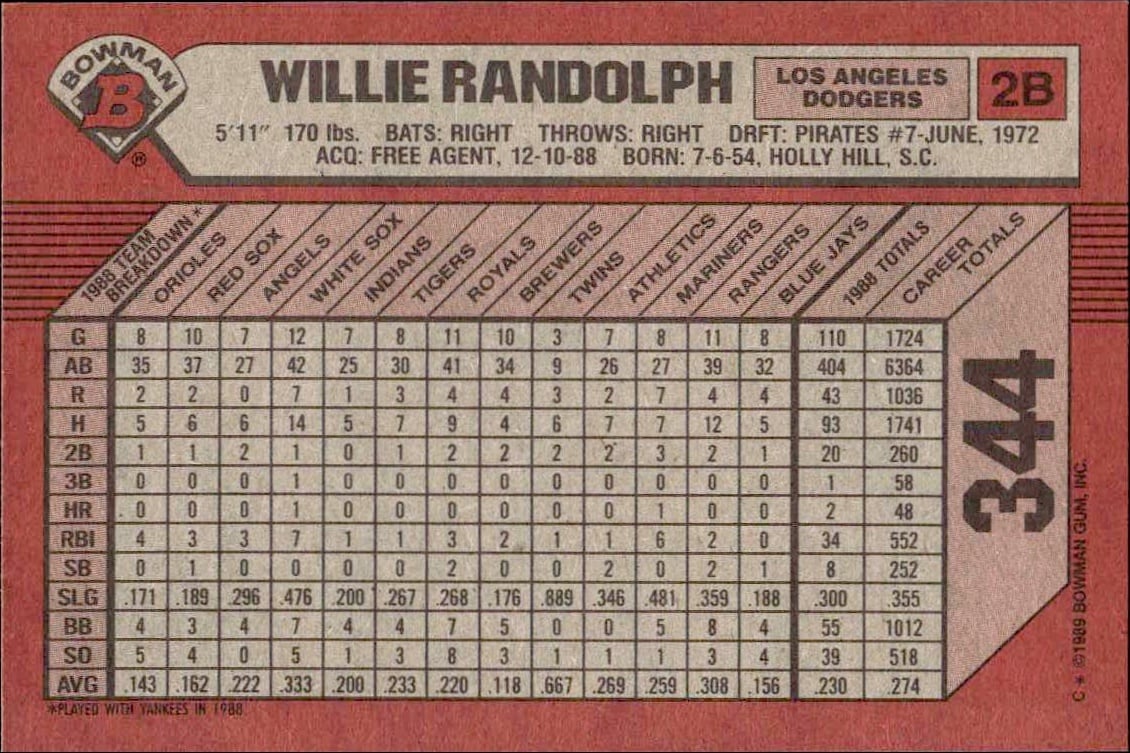 BOWMAN
B
®
WILLIE RANDOLPH LOS ANGELES DODGERS 2B
5'11" 170 lbs. BATS: RIGHT THROWS: RIGHT DRFT: PIRATES #7-JUNE, 1972
ACQ: FREE AGENT, 12-10-88 BORN: 7-6-54, HOLLY HILL, S.C.
1988 TEAM BREAKDOWN* ORIOLES RED SOX ANGELS WHITE SOX INDIANS TIGERS ROYALS BREWERS TWINS ATHLETICS MARINERS RANGERS BLUE JAYS 1988 TOTALS CAREER TOTALS
G 8 10 7 12 7 8 11 10 3 7 8 11 8 110 1724
AB 35 37 27 42 25 30 41 34 9 26 27 39 32 404 6364
R 2 2 0 7 1 3 4 4 3 2 7 4 4 43 1036
H 5 6 6 14 5 7 9 4 6 7 7 12 5 93 1741
2B 1 1 2 1 0 1 2 2 2 2 3 2 1 20 260
3B 0 0 0 1 0 0 0 0 0 0 0 0 0 1 58
HR 0 0 0 1 0 0 0 0 0 0 1 0 0 2 48
RBI 4 3 3 7 1 1 3 2 1 1 6 2 0 34 552
SB 0 1 0 0 0 0 2 0 0 2 0 2 1 8 252
SLG .171 .189 .296 .476 .200 .267 .268 .176 .889 .346 .481 .359 .188 .300 .355
BB 4 3 4 7 4 4 7 5 0 0 5 8 4 55 1012
SO 5 4 0 5 1 3 8 3 1 1 1 3 4 39 518
AVG .143 .162 .222 .333 .200 .233 .220 .118 .667 .269 .259 .308 .156 .230 .274
*PLAYED WITH YANKEES IN 1988
344
C * ©1989 BOWMAN GUM, INC.